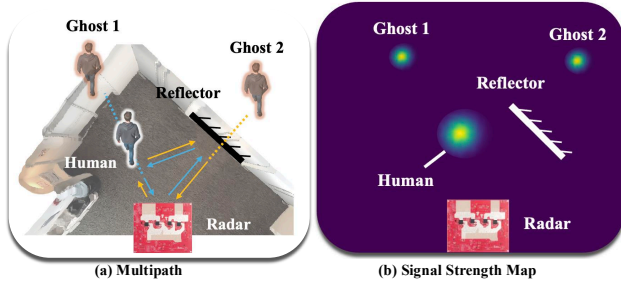 Ghost 1
Ghost 2
Reflector
Human
Radar
(a) Multipath
Ghost 1
Ghost 2
Reflector
Human
Radar
(b) Signal Strength Map